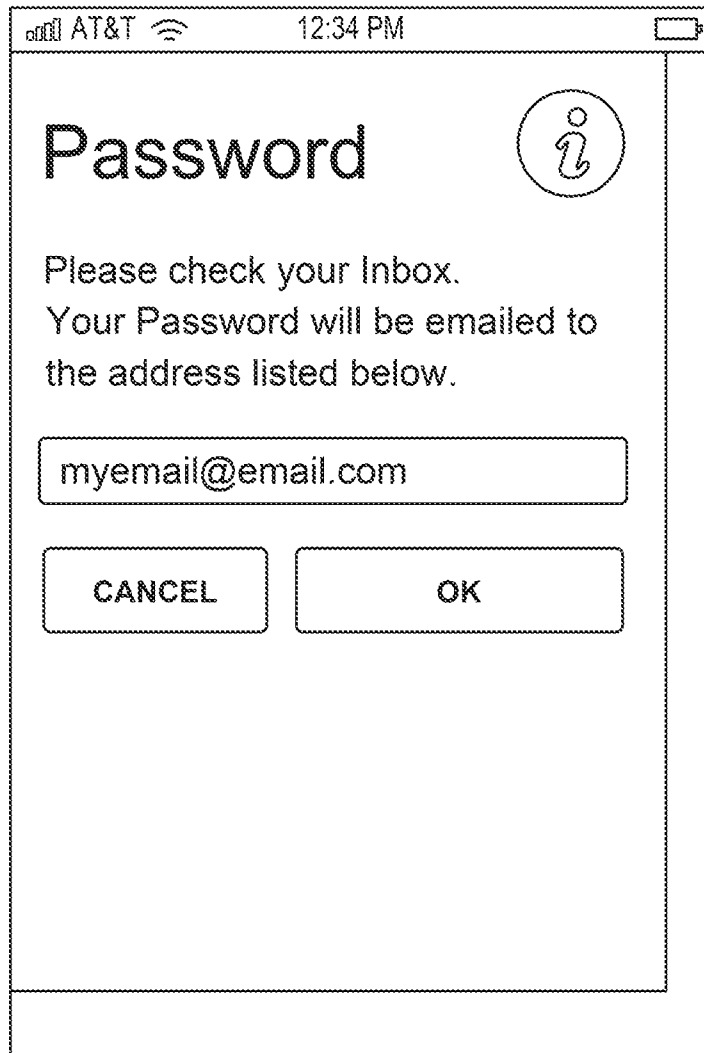 AT&T 12:34 PM
Password i
Please check your Inbox.
Your Password will be emailed to
the address listed below.
myemail@email.com
CANCEL OK